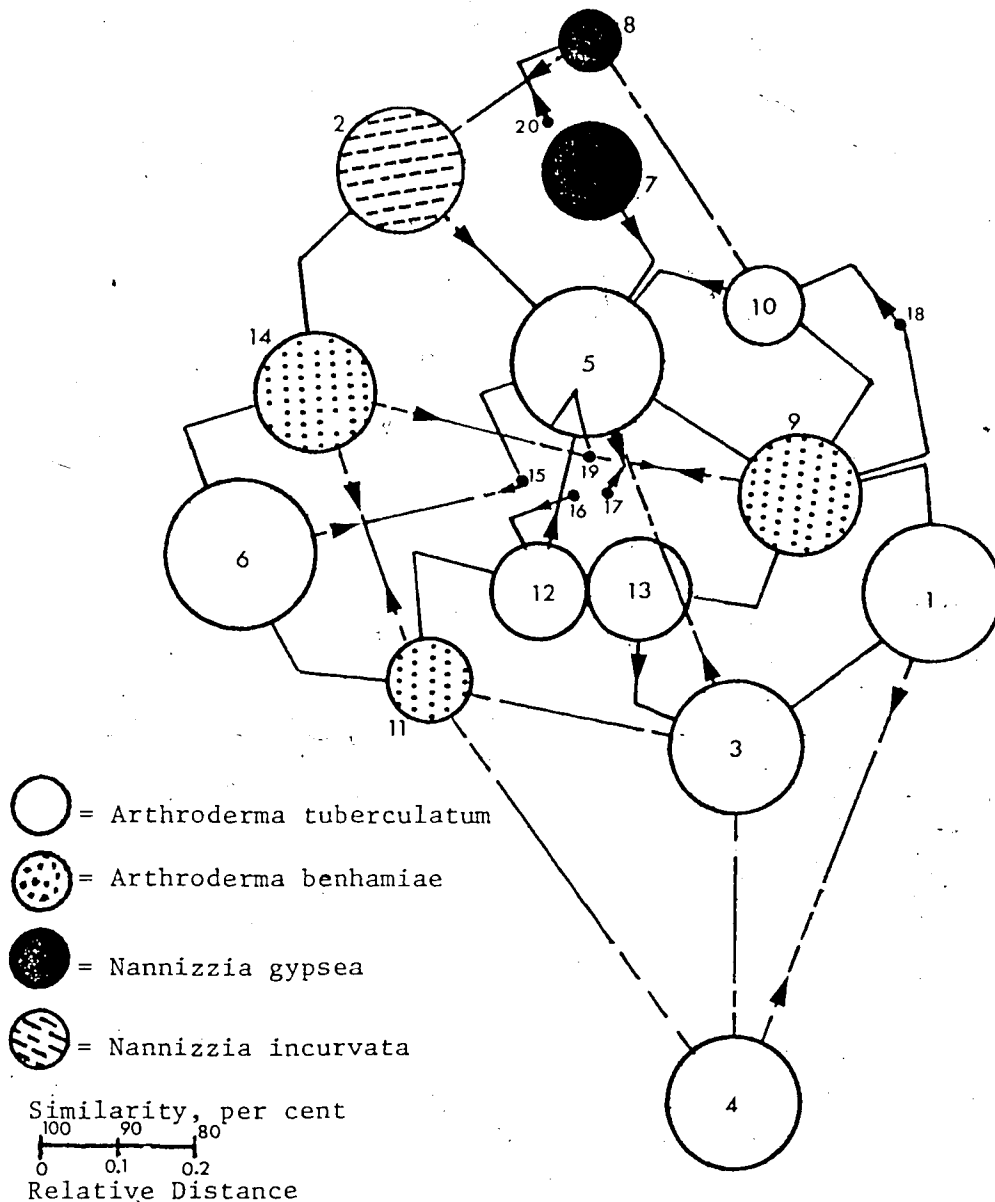 8
2
20
7
10
18
14
5
9
15
19
16
17
6
12
13
1
11
3
= Arthroderma tuberculatum
= Arthroderma benhamiae
= Nannizzia gypsea
= Nannizzia incurvata
4
Similarity, per cent
100 90 80
0 0.1 0.2
Relative Distance